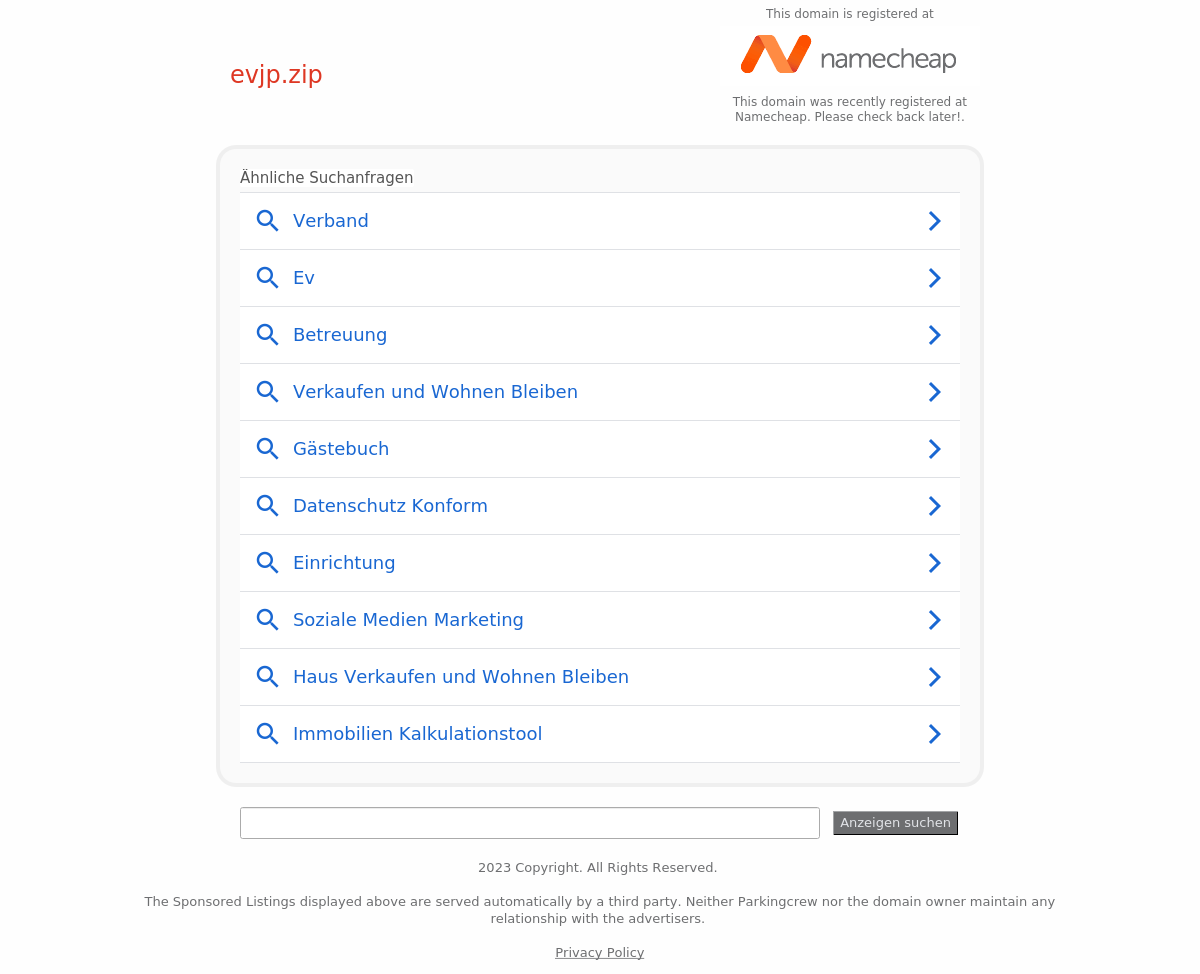 This domain is registered at
namecheap
evjp.zip
This domain was recently registered at
Namecheap. Please check back later!.
Ähnliche Suchanfragen
Verband
Ev
Betreuung
Verkaufen und Wohnen Bleiben
Gästebuch
Datenschutz Konform
Einrichtung
Soziale Medien Marketing
Haus Verkaufen und Wohnen Bleiben
Immobilien Kalkulationstool
Anzeigen suchen
2023 Copyright. All Rights Reserved.
The Sponsored Listings displayed above are served automatically by a third party. Neither Parkingcrew nor the domain owner maintain any
relationship with the advertisers.
Privacy Policy